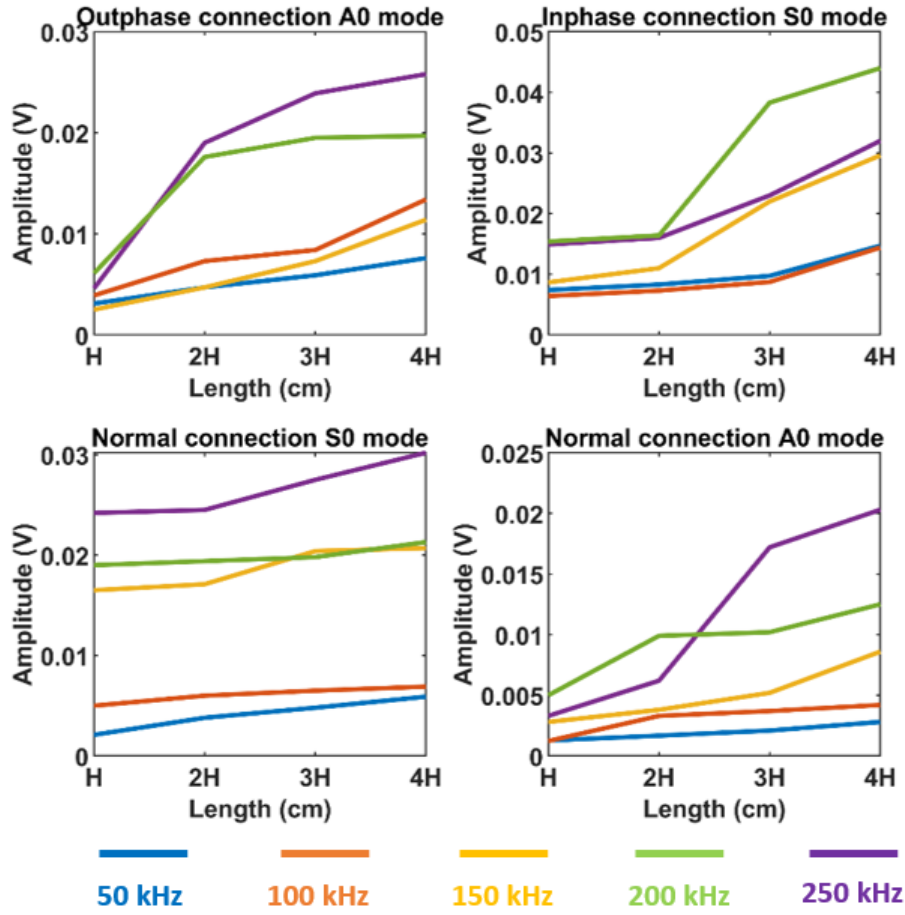 Outphase connection A0 mode
0.03
0.02
0.01
0
Amplitude (V)
H 2H 3H 4H
Length (cm)
Inphase connection S0 mode
0.05
0.04
0.03
0.02
0.01
0
Amplitude (V)
H 2H 3H 4H
Length (cm)
Normal connection S0 mode
0.03
0.02
0.01
0
Amplitude (V)
H 2H 3H 4H
Length (cm)
Normal connection A0 mode
0.025
0.02
0.015
0.01
0.005
0
Amplitude (V)
H 2H 3H 4H
Length (cm)
50 kHz 100 kHz 150 kHz 200 kHz 250 kHz